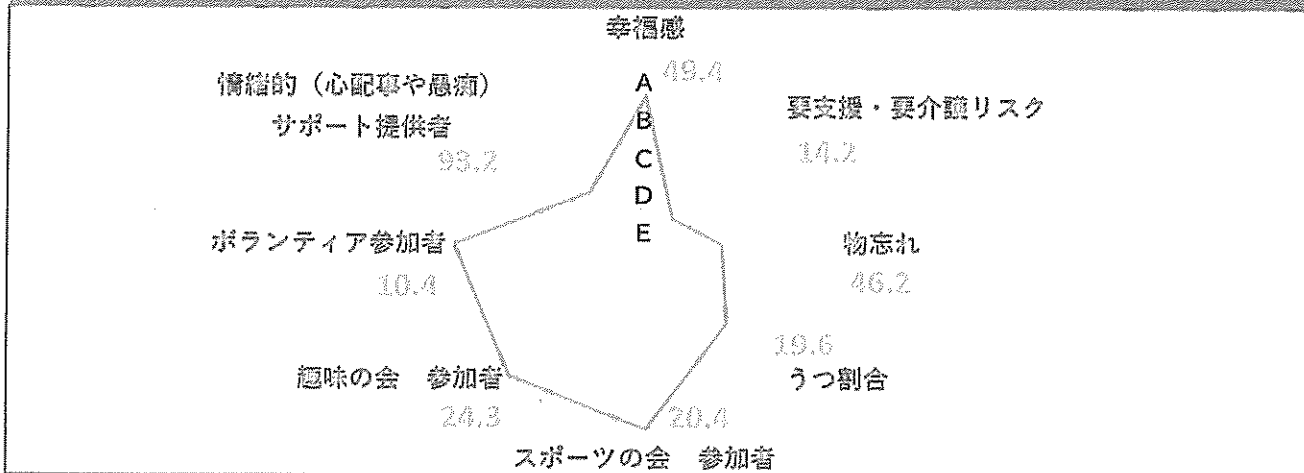 幸福感
49.4
情緒的（心配事や愚痴）
サポート提供者
93.2
A
B
C
D
E
要支援・要介護リスク
14.2
ボランティア参加者
10.4
物忘れ
46.2
19.6
うつ割合
趣味の会　参加者
24.3
20.4
スポーツの会　参加者